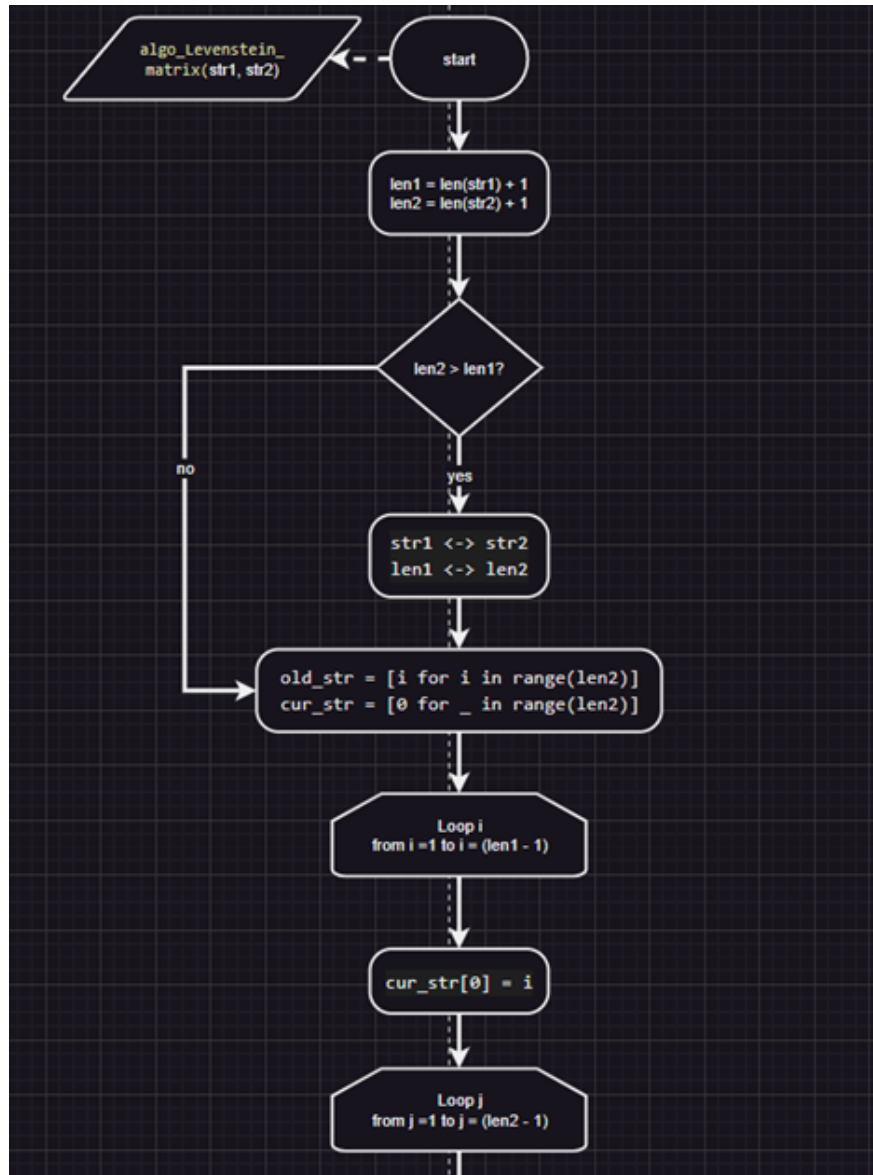 algo_Levenstein_
matrix(str1, str2)
start
len1 = len(str1) + 1
len2 = len(str2) + 1
len2 > len1?
no
yes
str1 <-> str2
len1 <-> len2
old_str = [i for i in range(len2)]
cur_str = [0 for _ in range(len2)]
Loop i
from i =1 to i = (len1 - 1)
cur_str[0] = i
Loop j
from j =1 to j = (len2 - 1)